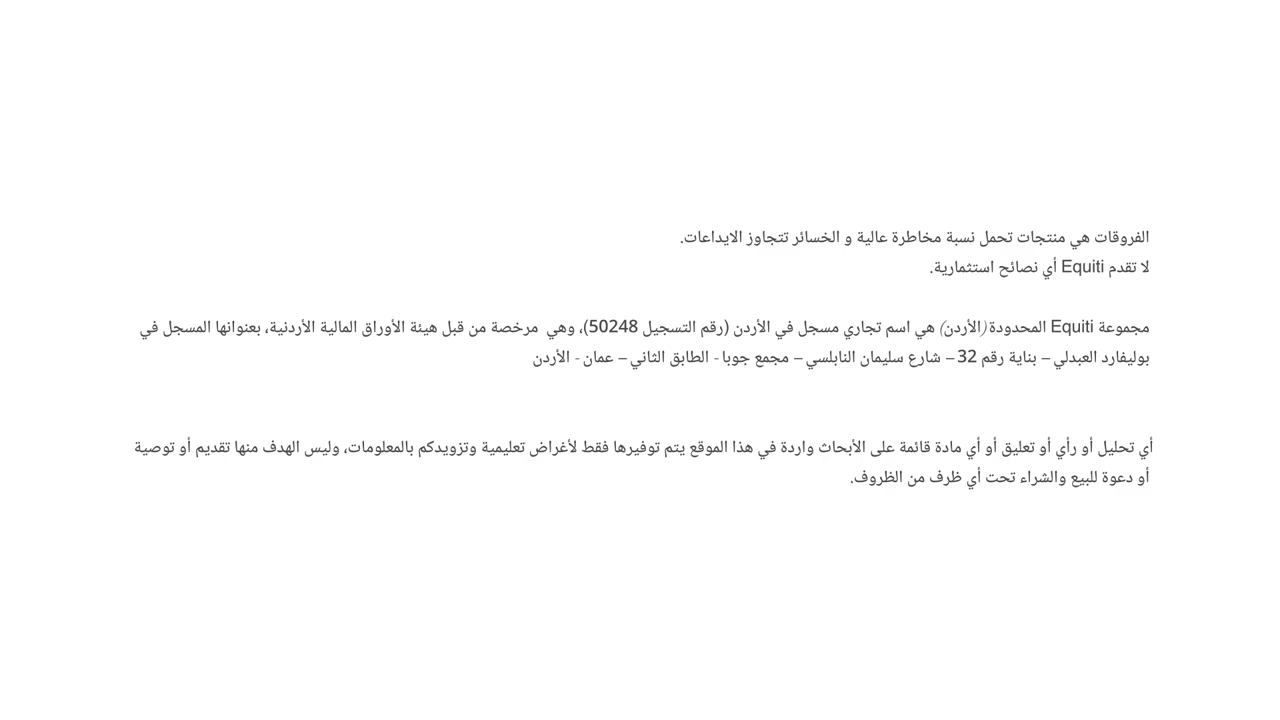 الفروقات هي منتجات تحمل نسبة مخاطرة عالية و الخسائر تتجاوز الايداعات.
لا تقدم Equiti أي نصائح استثمارية.
مجموعة Equiti المحدودة (الأردن) هي اسم تجاري مسجل في الأردن (رقم التسجيل 50248)، وهي مرخصة من قبل هيئة الأوراق المالية الأردنية، بعنوانها المسجل في
بوليفارد العبدلي – بناية رقم 32 – شارع سليمان النابلسي – مجمع جوبا - الطابق الثاني – عمان - الأردن
أي تحليل أو رأي أو تعليق أو أي مادة قائمة على الأبحاث واردة في هذا الموقع يتم توفيرها فقط لأغراض تعليمية وتزويدكم بالمعلومات، وليس الهدف منها تقديم أو توصية
أو دعوة للبيع والشراء تحت أي ظرف من الظروف.